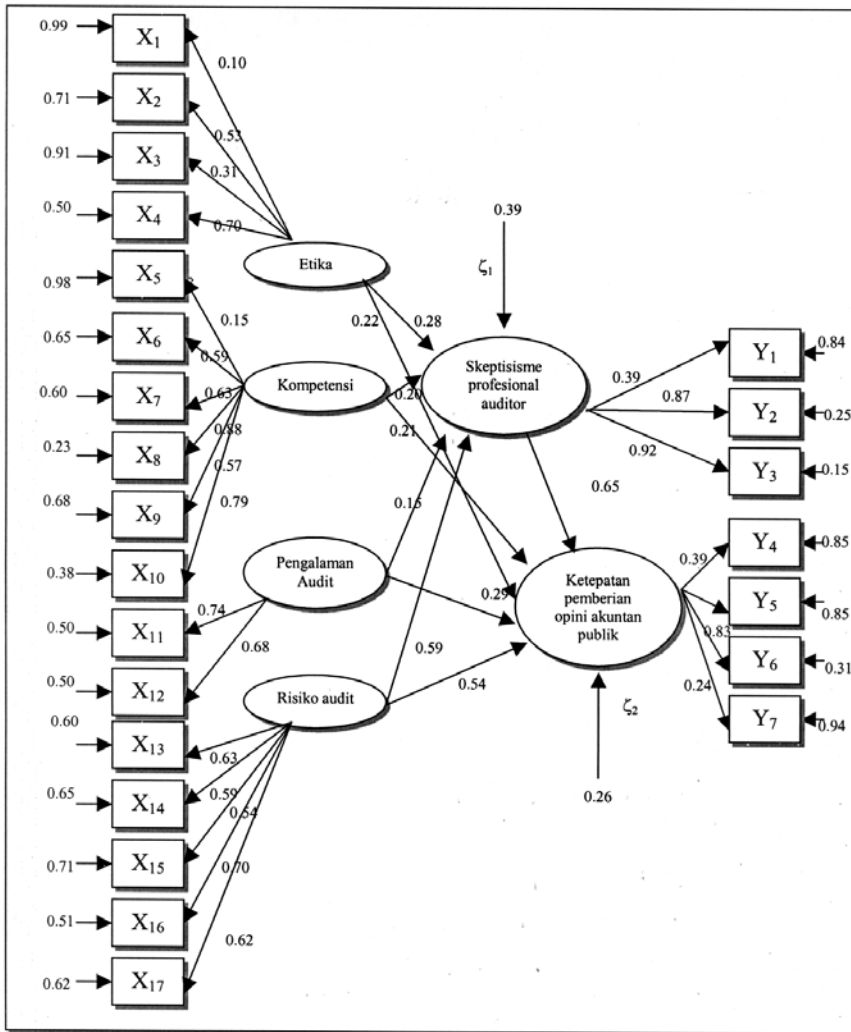 0.99
X1
0.10
0.71
X2
0.53
0.91
X3
0.31
0.50
X4
0.70
0.39
Etika
ζ1
0.98
X5
0.15
0.22
0.28
0.65
X6
0.59
Skeptisisme
profesional
auditor
0.39
Y1
0.84
0.60
X7
0.63
Kompetensi
0.20
0.87
Y2
0.25
0.21
0.92
0.23
X8
0.88
0.57
Y3
0.15
0.68
X9
0.79
0.15
0.65
0.38
X10
Pengalaman
Audit
0.39
Y4
0.85
0.50
X11
0.74
0.29
Ketepatan
pemberian
opini akuntan
publik
Y5
0.85
0.68
0.59
0.83
Y6
0.31
0.50
X12
Risiko audit
0.54
0.24
Y7
0.94
0.60
X13
0.63
ζ2
0.65
X14
0.59
0.54
0.26
0.71
X15
0.70
0.51
X16
0.62
0.62
X17